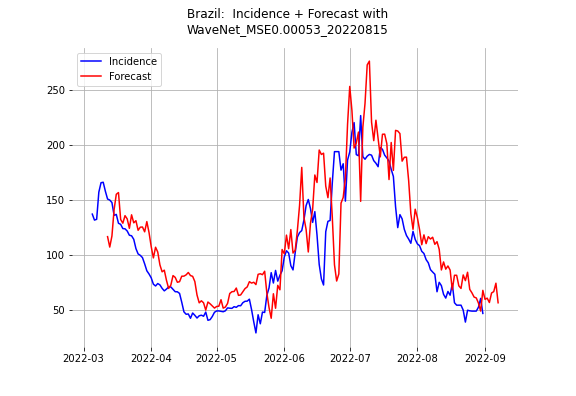 Brazil:  Incidence + Forecast with
WaveNet_MSE0.00053_20220815
Incidence
Forecast
250
200
150
100
50
2022-03 2022-04 2022-05 2022-06 2022-07 2022-08 2022-09